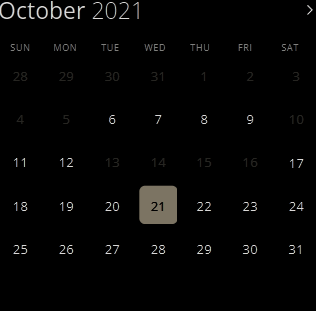 October 2021
SUN MON TUE WED THU FRI SAT
28 29 30 31 1 2 3
4 5 6 7 8 9 10
11 12 13 14 15 16 17
18 19 20 21 22 23 24
25 26 27 28 29 30 31